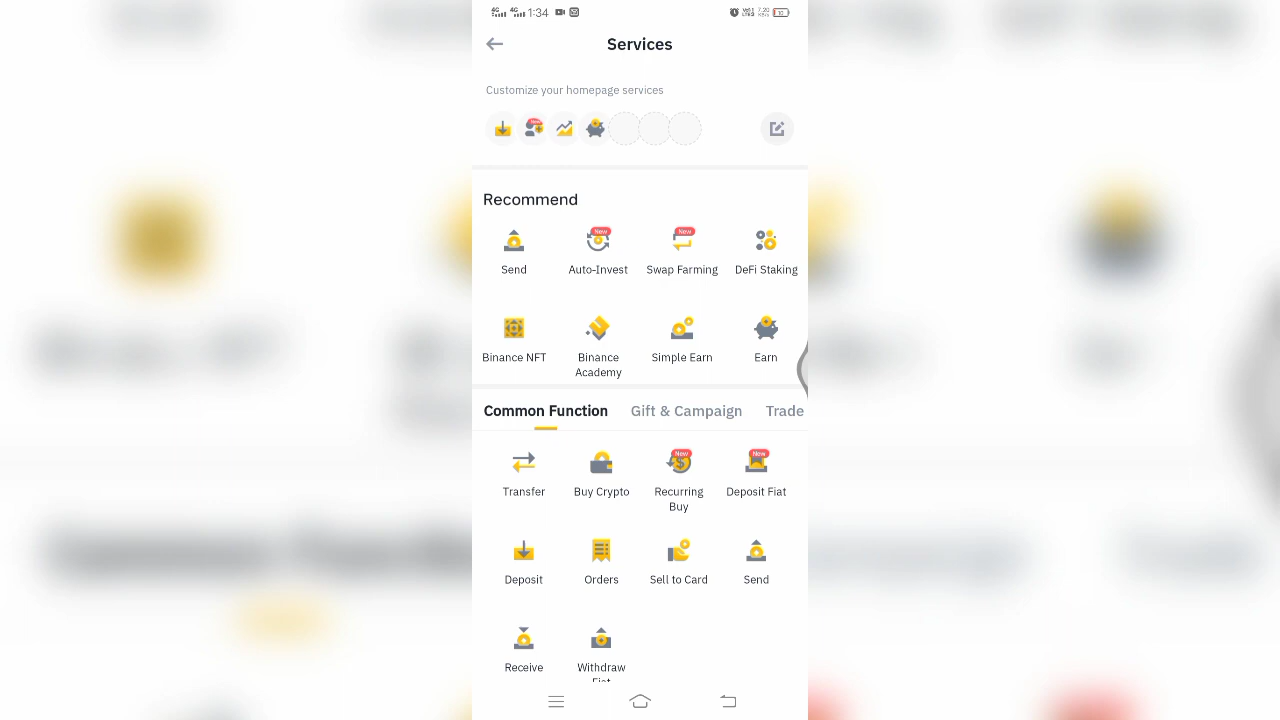 1:34
Services
Customize your homepage services
Recommend
New New
Send Auto-Invest Swap Farming DeFi Staking
Binance NFT Binance Academy Simple Earn Earn
Common Function Gift & Campaign Trade
New New
Transfer Buy Crypto Recurring Buy Deposit Fiat
Deposit Orders Sell to Card Send
Receive Withdraw Fiat